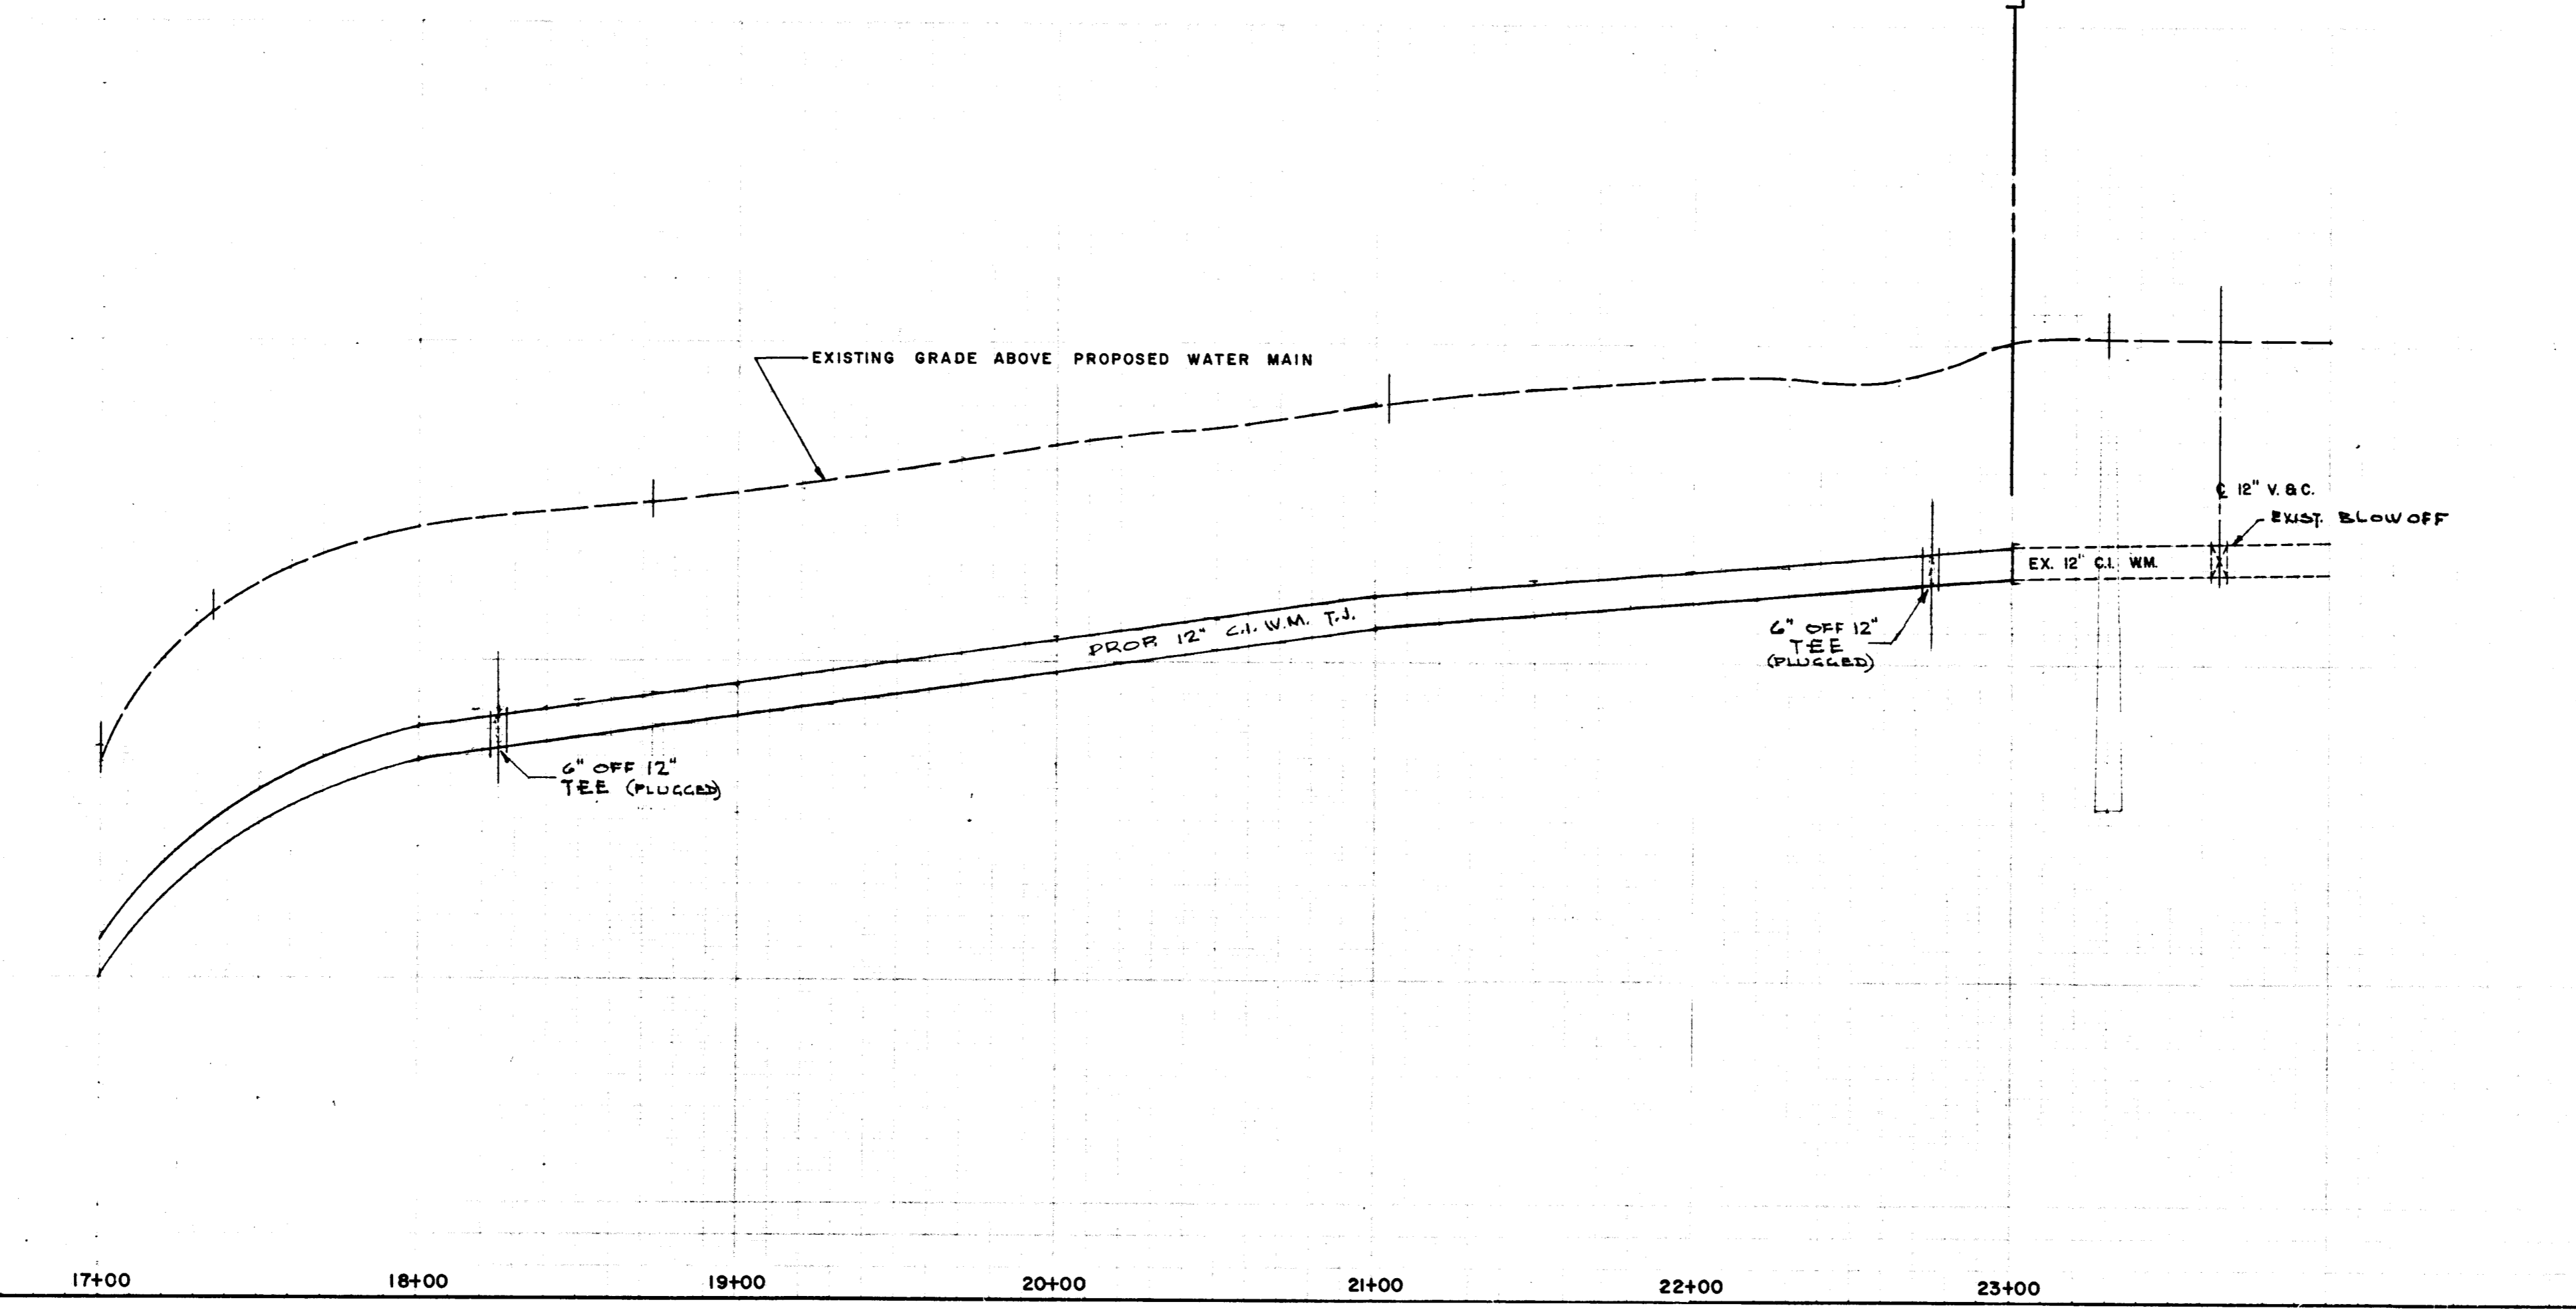 EXISTING GRADE ABOVE PROPOSED WATER MAIN
℄ 12" V. & C.
EXIST. BLOWOFF
EX. 12" C.I. W.M.
PROP. 12" C.I. W.M. T.J.
6" OFF 12"
TEE
(PLUGGED)
6" OFF 12"
TEE (PLUGGED)
17+00 18+00 19+00 20+00 21+00 22+00 23+00